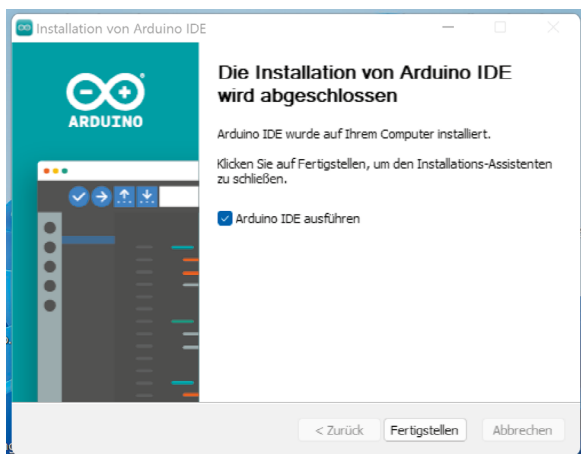 Installation von Arduino IDE
ARDUINO
Die Installation von Arduino IDE
wird abgeschlossen
Arduino IDE wurde auf Ihrem Computer installiert.
Klicken Sie auf Fertigstellen, um den Installations-Assistenten
zu schließen.
Arduino IDE ausführen
< Zurück
Fertigstellen
Abbrechen